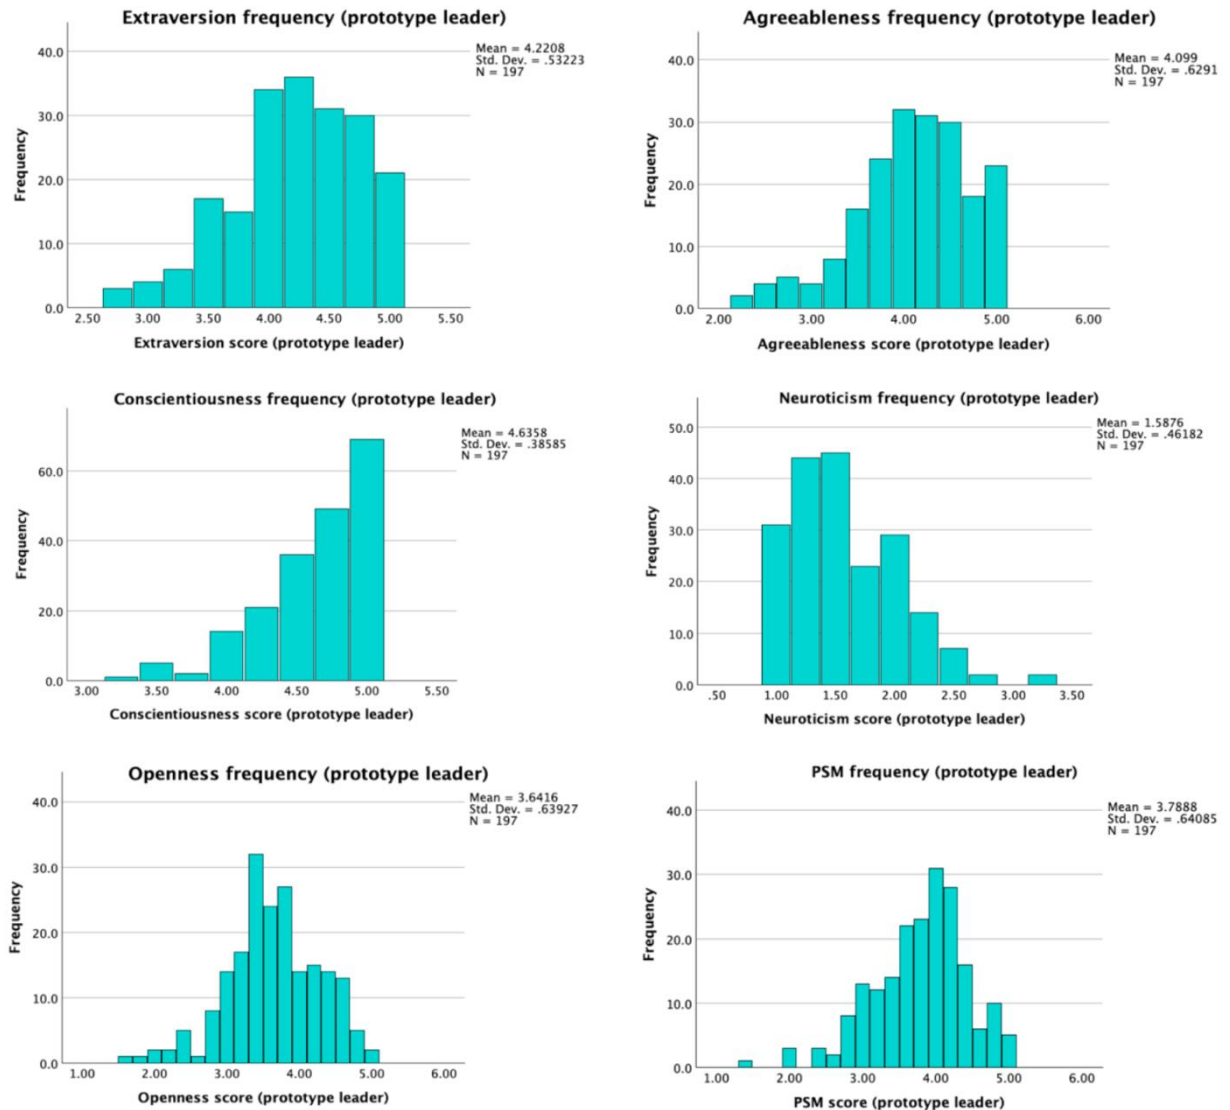 Extraversion frequency (prototype leader)
Mean = 4.2208
Std. Dev. = .53223
N = 197
Frequency
40.0
30.0
20.0
10.0
0.0
2.50 3.00 3.50 4.00 4.50 5.00 5.50
Extraversion score (prototype leader)
Agreeableness frequency (prototype leader)
Mean = 4.099
Std. Dev. = .6291
N = 197
Frequency
40.0
30.0
20.0
10.0
0.0
2.00 3.00 4.00 5.00 6.00
Agreeableness score (prototype leader)
Conscientiousness frequency (prototype leader)
Mean = 4.6358
Std. Dev. = .38585
N = 197
Frequency
60.0
40.0
20.0
0.0
3.00 3.50 4.00 4.50 5.00 5.50
Conscientiousness score (prototype leader)
Neuroticism frequency (prototype leader)
Mean = 1.5876
Std. Dev. = .46182
N = 197
Frequency
50.0
40.0
30.0
20.0
10.0
0.0
.50 1.00 1.50 2.00 2.50 3.00 3.50
Neuroticism score (prototype leader)
Openness frequency (prototype leader)
Mean = 3.6416
Std. Dev. = .63927
N = 197
Frequency
40.0
30.0
20.0
10.0
0.0
1.00 2.00 3.00 4.00 5.00 6.00
Openness score (prototype leader)
PSM frequency (prototype leader)
Mean = 3.7888
Std. Dev. = .64085
N = 197
Frequency
40.0
30.0
20.0
10.0
0.0
1.00 2.00 3.00 4.00 5.00 6.00
PSM score (prototype leader)